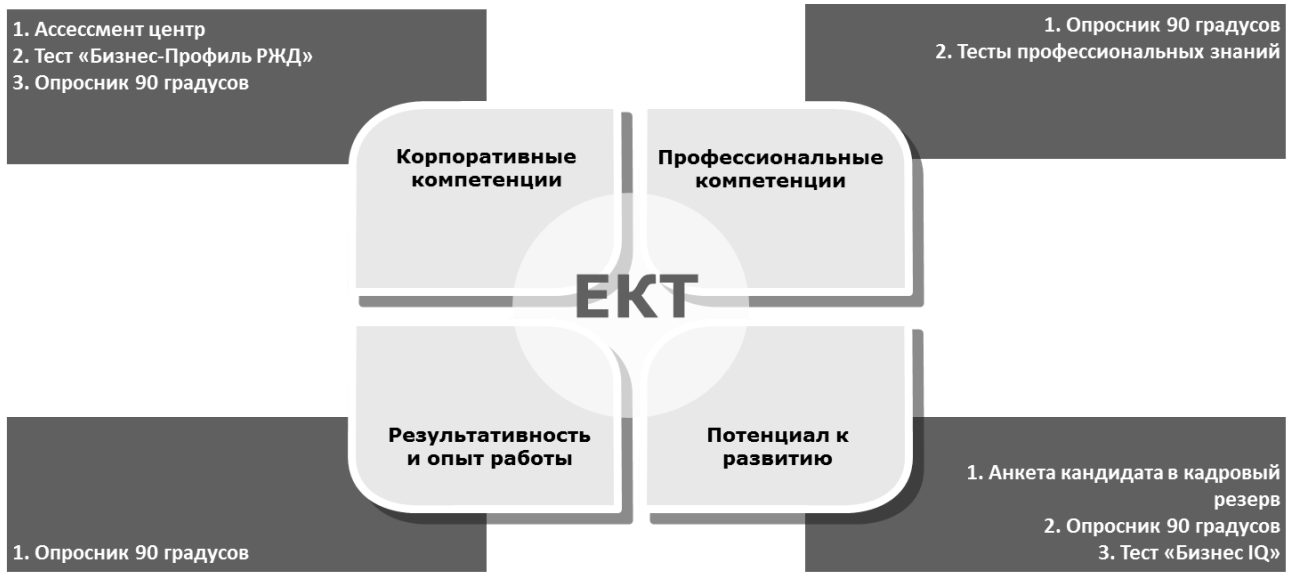 1. Ассессмент центр
2. Тест «Бизнес-Профиль РЖД»
3. Опросник 90 градусов
1. Опросник 90 градусов
2. Тесты профессиональных знаний
Корпоративные
компетенции
Профессиональные
компетенции
ЕКТ
Результативность
и опыт работы
Потенциал к
развитию
1. Опросник 90 градусов
1. Анкета кандидата в кадровый
резерв
2. Опросник 90 градусов
3. Тест «Бизнес IQ»